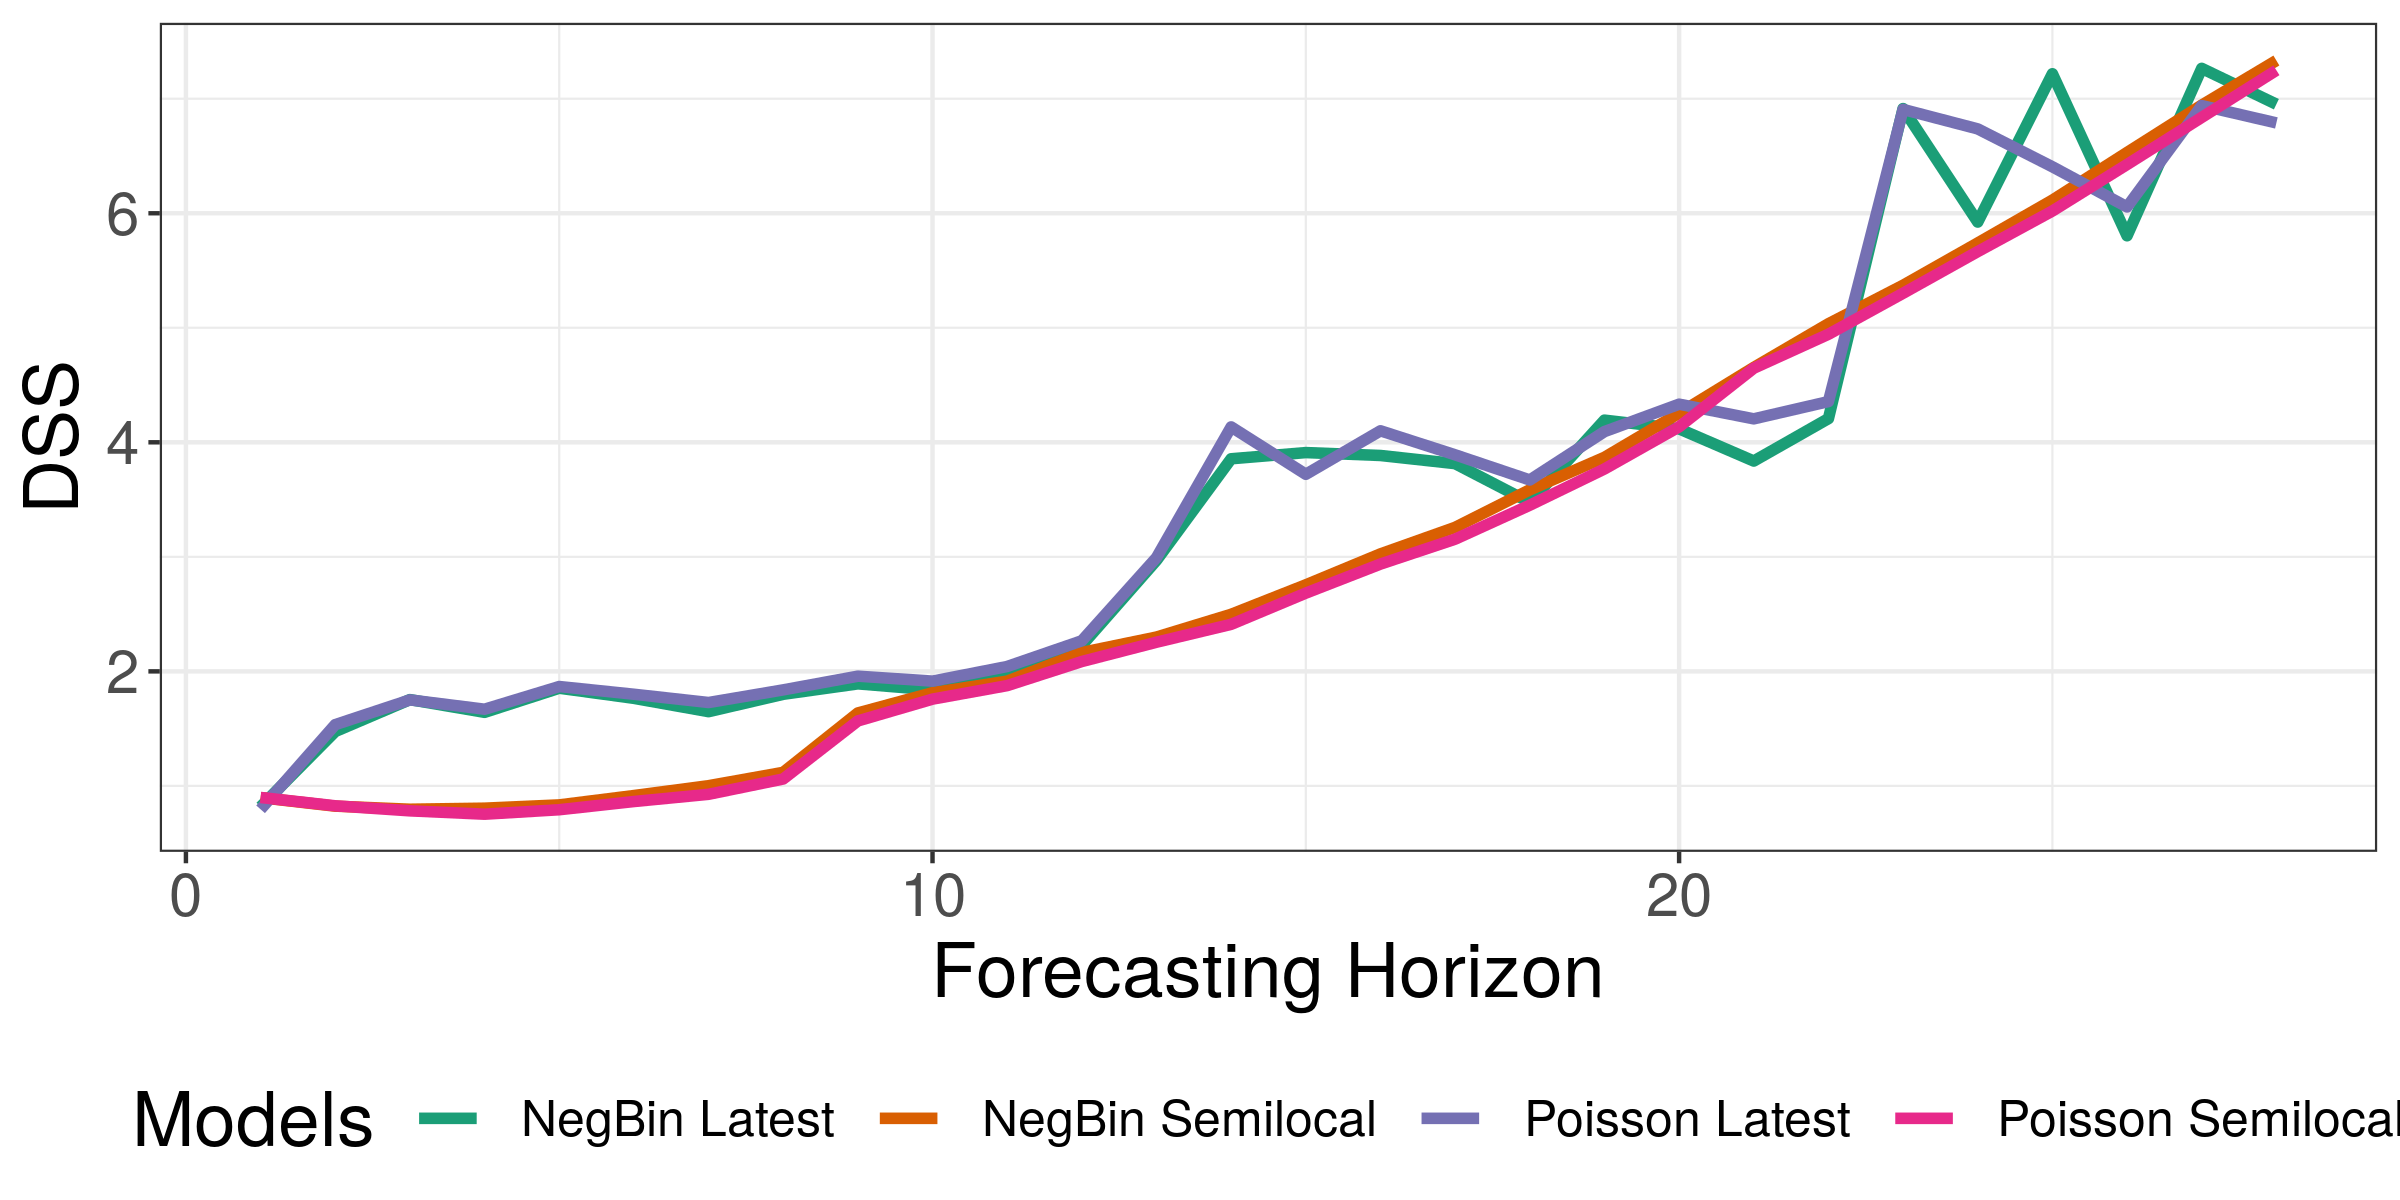 6
4
2
DSS
0 10 20
Forecasting Horizon
Models NegBin Latest NegBin Semilocal Poisson Latest Poisson Semilocal